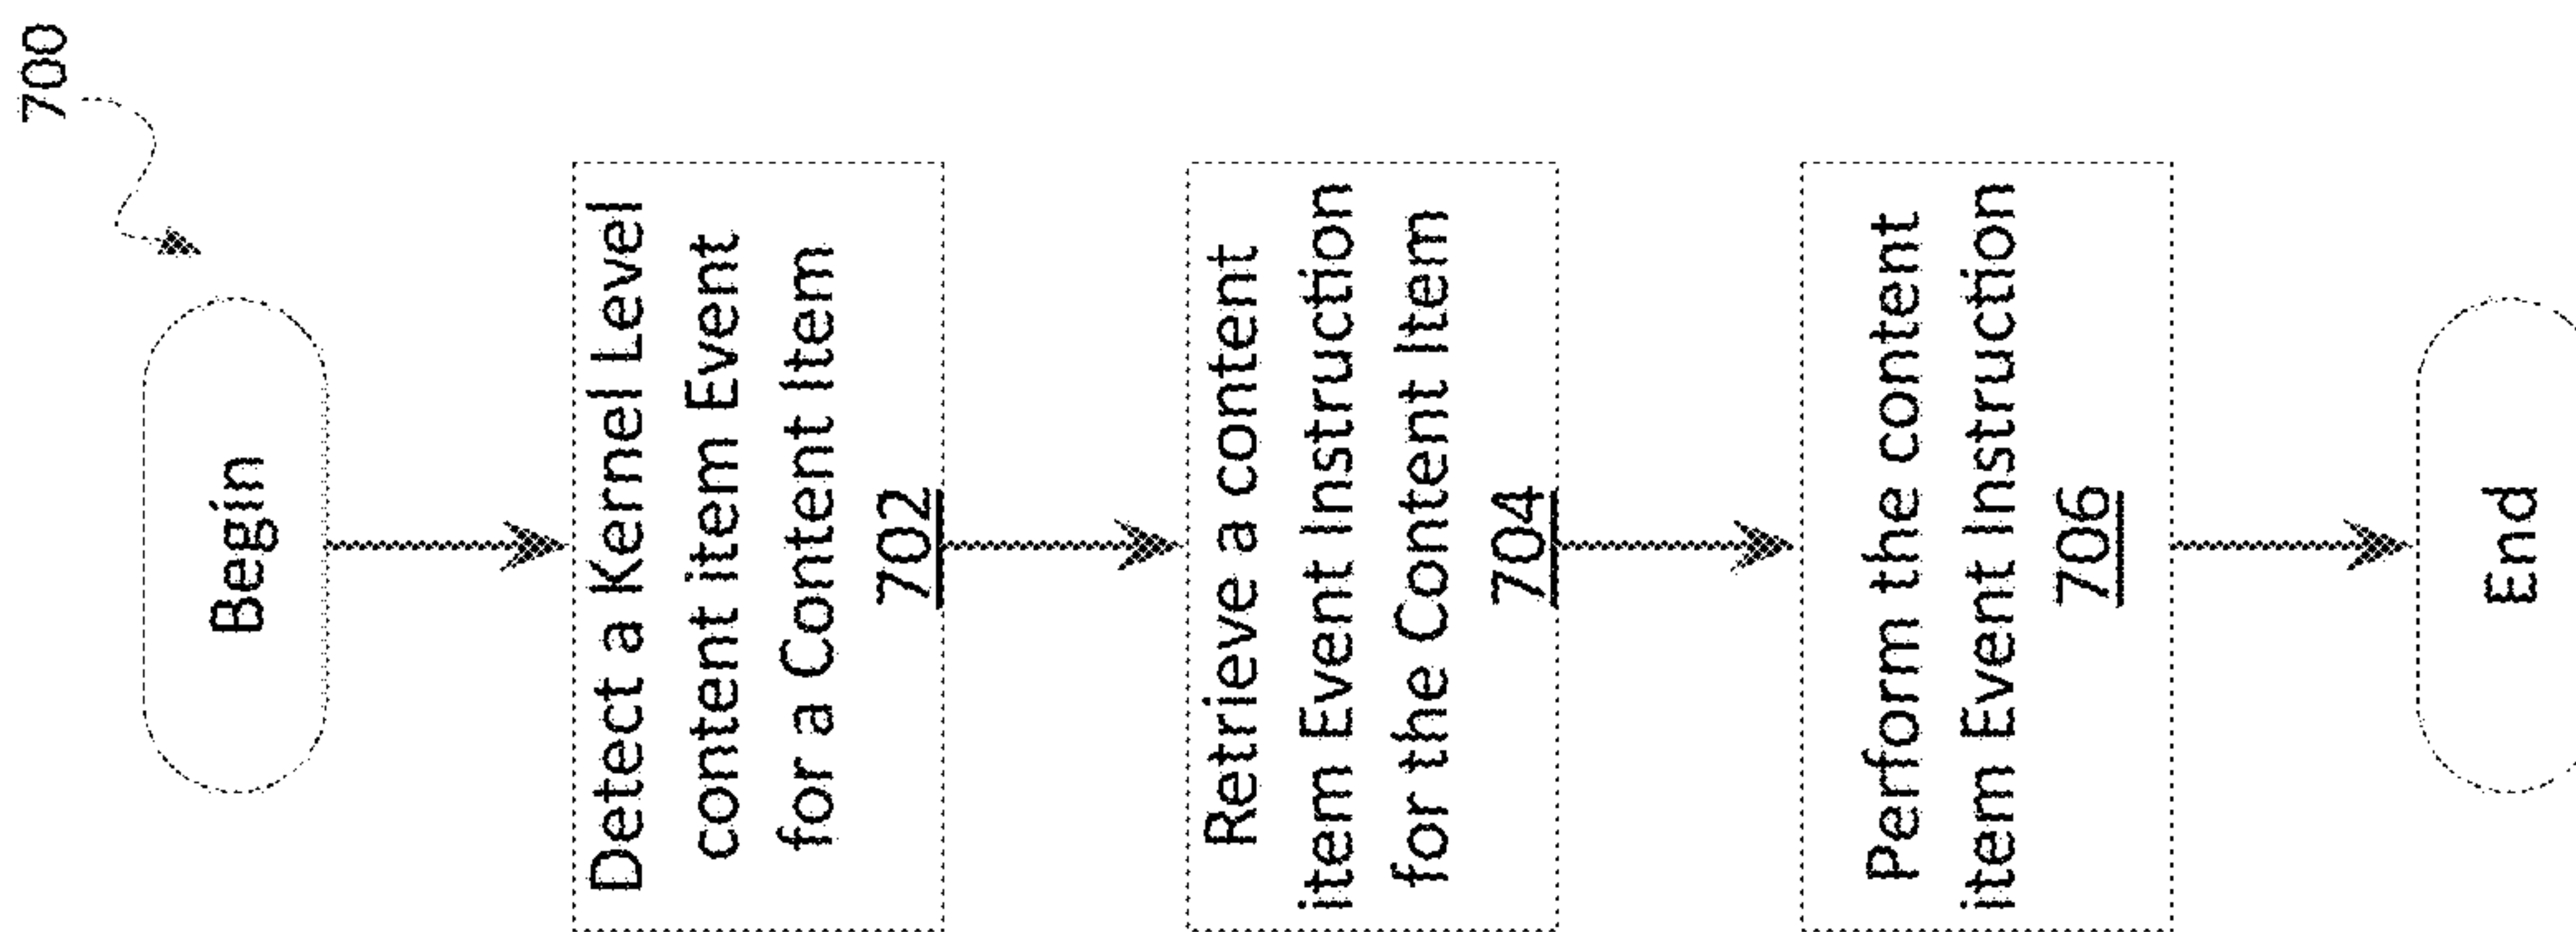 700
Begin
Detect a Kernel Level
content item Event
for a Content Item
702
Retrieve a content
item Event Instruction
for the Content Item
704
Perform the content
item Event Instruction
706
End